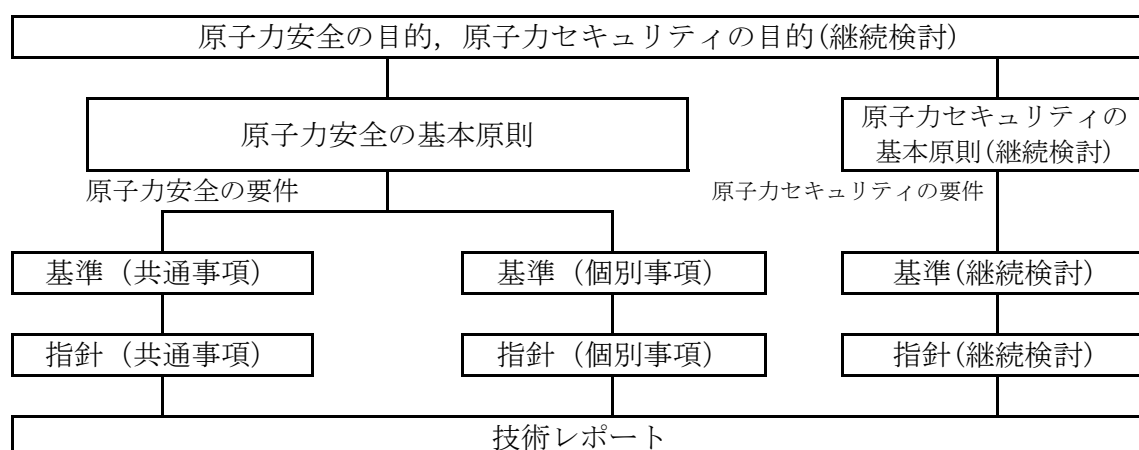 原子力安全の目的，原子力セキュリティの目的(継続検討)
原子力安全の基本原則
原子力セキュリティの
基本原則(継続検討)
原子力安全の要件
原子力セキュリティの要件
基準（共通事項）
基準（個別事項）
基準(継続検討)
指針（共通事項）
指針（個別事項）
指針(継続検討)
技術レポート